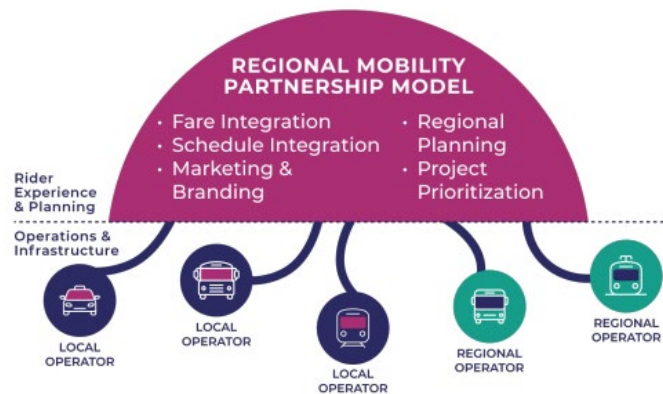 REGIONAL MOBILITY
PARTNERSHIP MODEL
• Fare Integration
• Schedule Integration
• Marketing &
Branding
• Regional
Planning
• Project
Prioritization
Rider
Experience
& Planning
Operations &
Infrastructure
LOCAL
OPERATOR
LOCAL
OPERATOR
LOCAL
OPERATOR
REGIONAL
OPERATOR
REGIONAL
OPERATOR